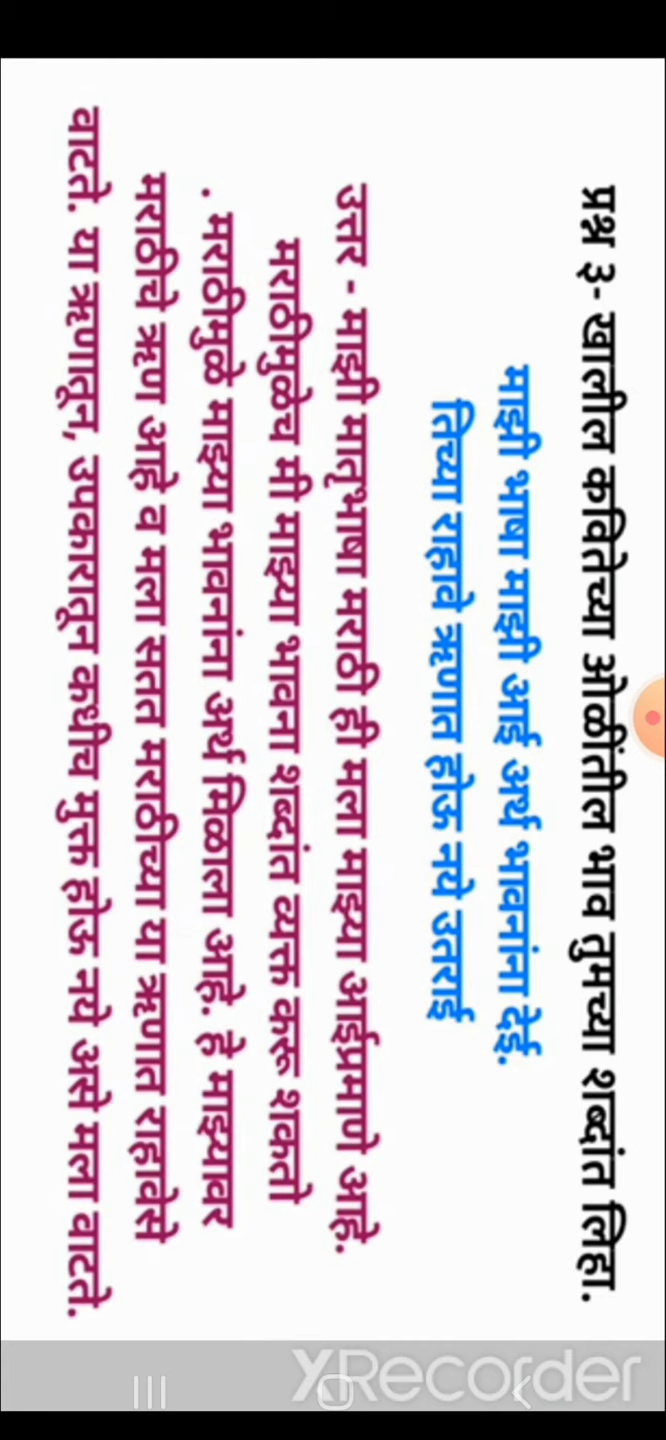 प्रश्न ३- खालील कवितेच्या ओळींतील भाव तुमच्या शब्दांत लिहा.
माझी भाषा माझी आई अर्थ भावनांना देई.
तिच्या राहावे ऋणात होऊ नये उतराई
उत्तर - माझी मातृभाषा मराठी ही मला माझ्या आईप्रमाणे आहे.
मराठीमुळेच मी माझ्या भावना शब्दांत व्यक्त करू शकतो
. मराठीमुळे माझ्या भावनांना अर्थ मिळाला आहे. हे माझ्यावर
मराठीचे ऋण आहे व मला सतत मराठीच्या या ऋणात राहावेसे
वाटते. या ऋणातून, उपकारातून कधीच मुक्त होऊ नये असे मला वाटते.
XRecorder